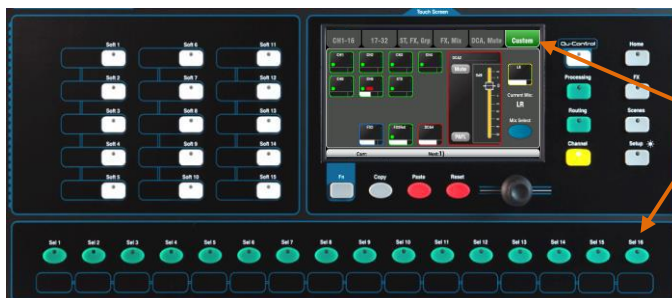 Touch Screen
Soft 1
Soft 6
Soft 11
Soft 2
Soft 7
Soft 12
Soft 3
Soft 8
Soft 13
Soft 4
Soft 9
Soft 14
Soft 5
Soft 10
Soft 15
CH1-16 17-32 ST, FX, Grp FX, Mix DCA, Mute Custom
Mute
Current Mix:
LR
Mix Select
PAFL
Qu-Control
Home
Processing
FX
Routing
Scenes
Channel
Setup
Fn
Copy
Paste
Reset
Sel 1
Sel 2
Sel 3
Sel 4
Sel 5
Sel 6
Sel 7
Sel 8
Sel 9
Sel 10
Sel 11
Sel 12
Sel 13
Sel 14
Sel 15
Sel 16